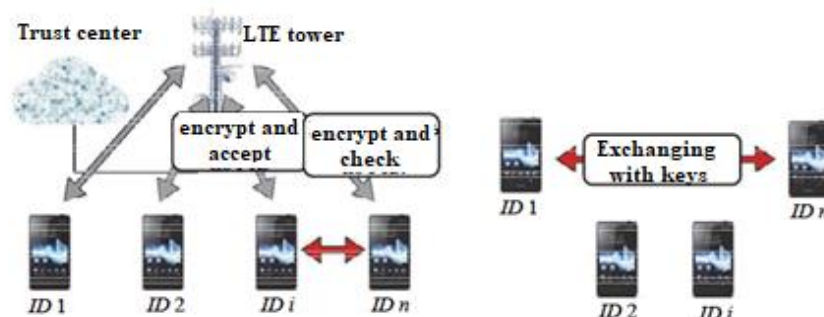 Trust center
LTE tower
encrypt and
accept
encrypt and
check
ID 1
ID 2
ID i
ID n
Exchanging
with keys
ID 1
ID 2
ID i